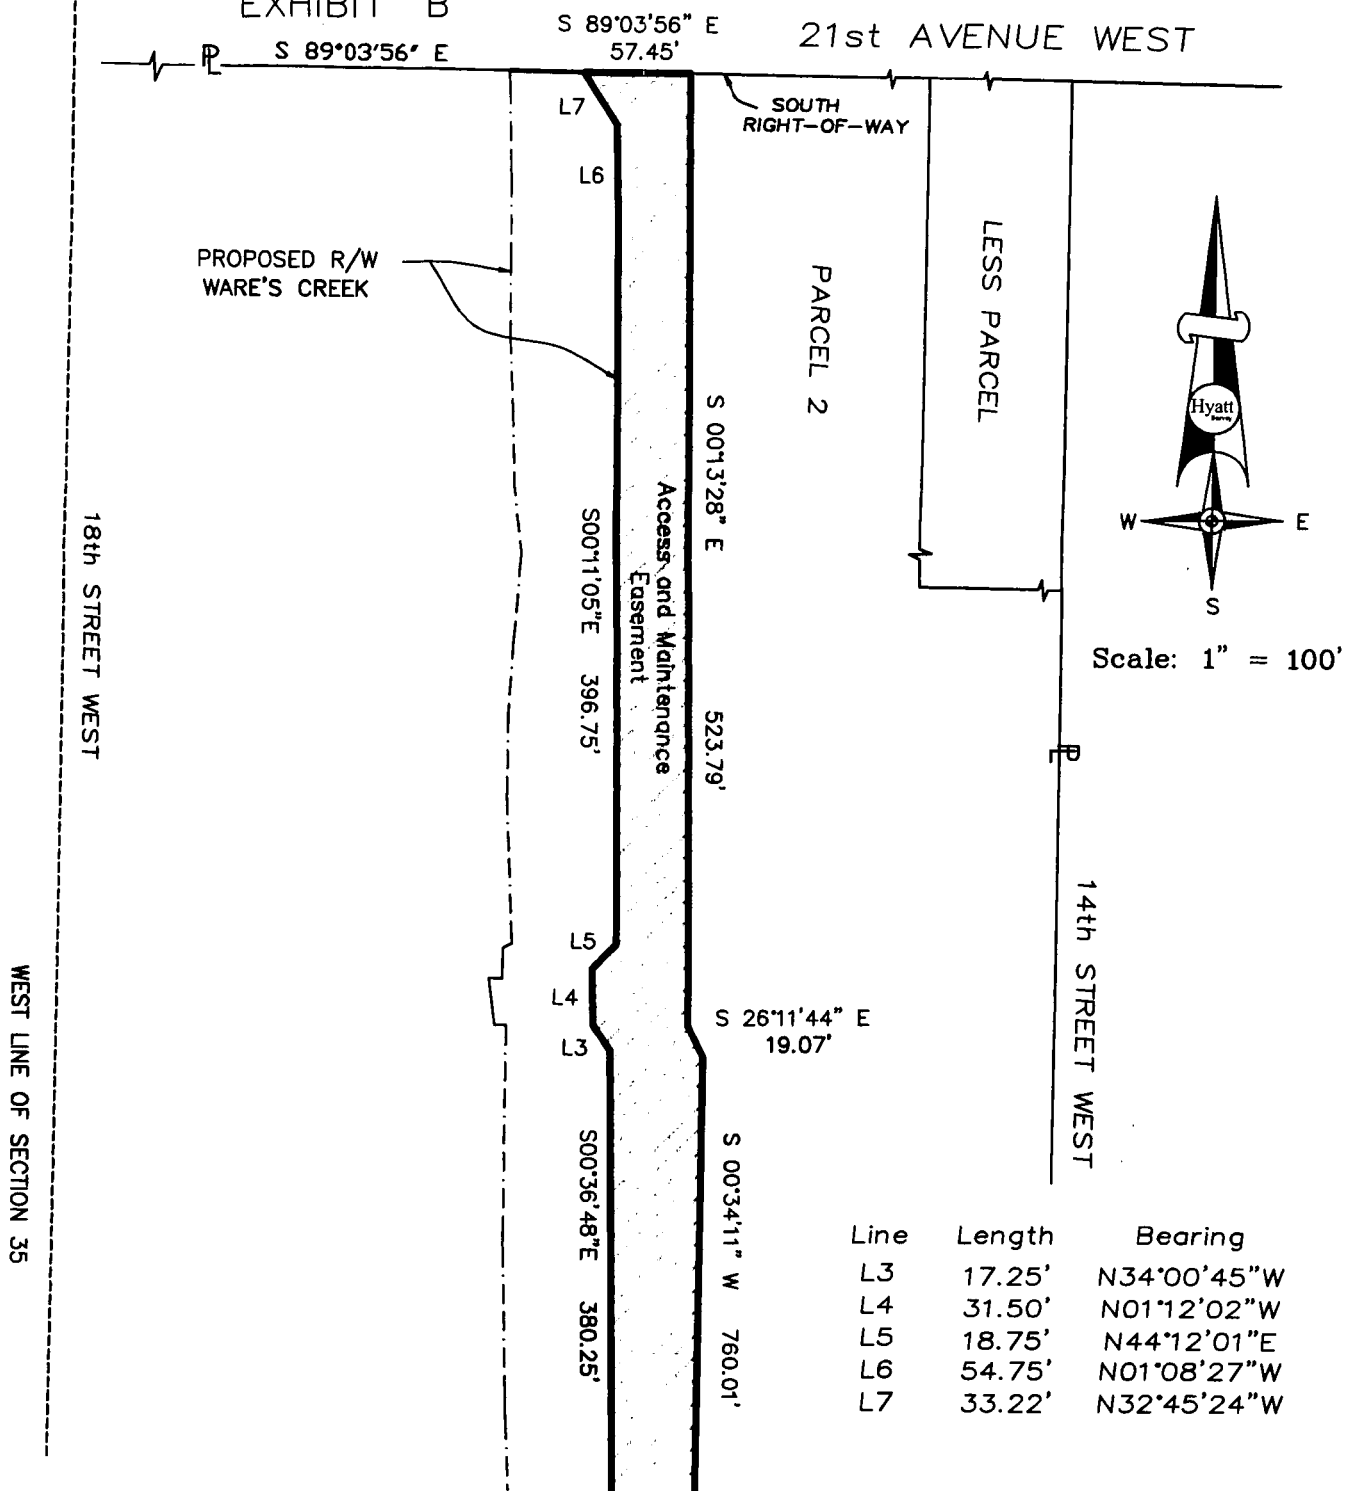 EXHIBIT B
S 89°03'56" E
57.45'
21st AVENUE WEST
S 89°03'56" E
PL
L7
SOUTH
RIGHT-OF-WAY
L6
PROPOSED R/W
WARE'S CREEK
PARCEL 2
LESS PARCEL
Hyatt
Survey
W
E
S
Scale: 1" = 100'
S 00°13'28" E 523.79'
Access and Maintenance
Easement
S00°11'05"E 396.75'
18th STREET WEST
PL
14th STREET WEST
L5
L4
L3
S 26°11'44" E
19.07'
WEST LINE OF SECTION 35
S00°36'48"E 380.25'
S 00°34'11" W 760.01'
Line Length Bearing
L3 17.25' N34°00'45"W
L4 31.50' N01°12'02"W
L5 18.75' N44°12'01"E
L6 54.75' N01°08'27"W
L7 33.22' N32°45'24"W